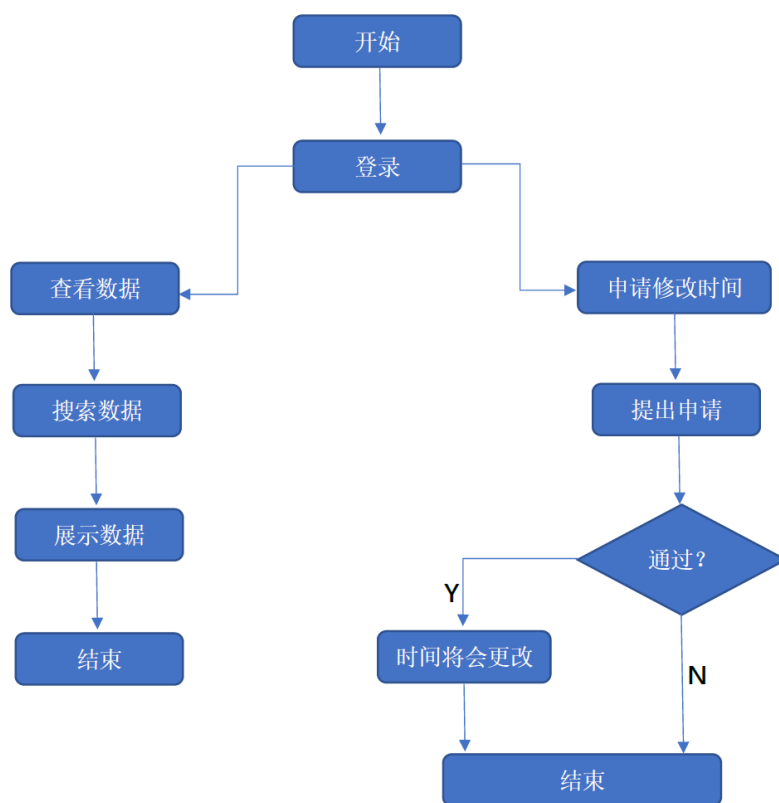 开始
登录
查看数据
申请修改时间
搜索数据
提出申请
展示数据
通过？
Y
结束
时间将会更改
N
结束